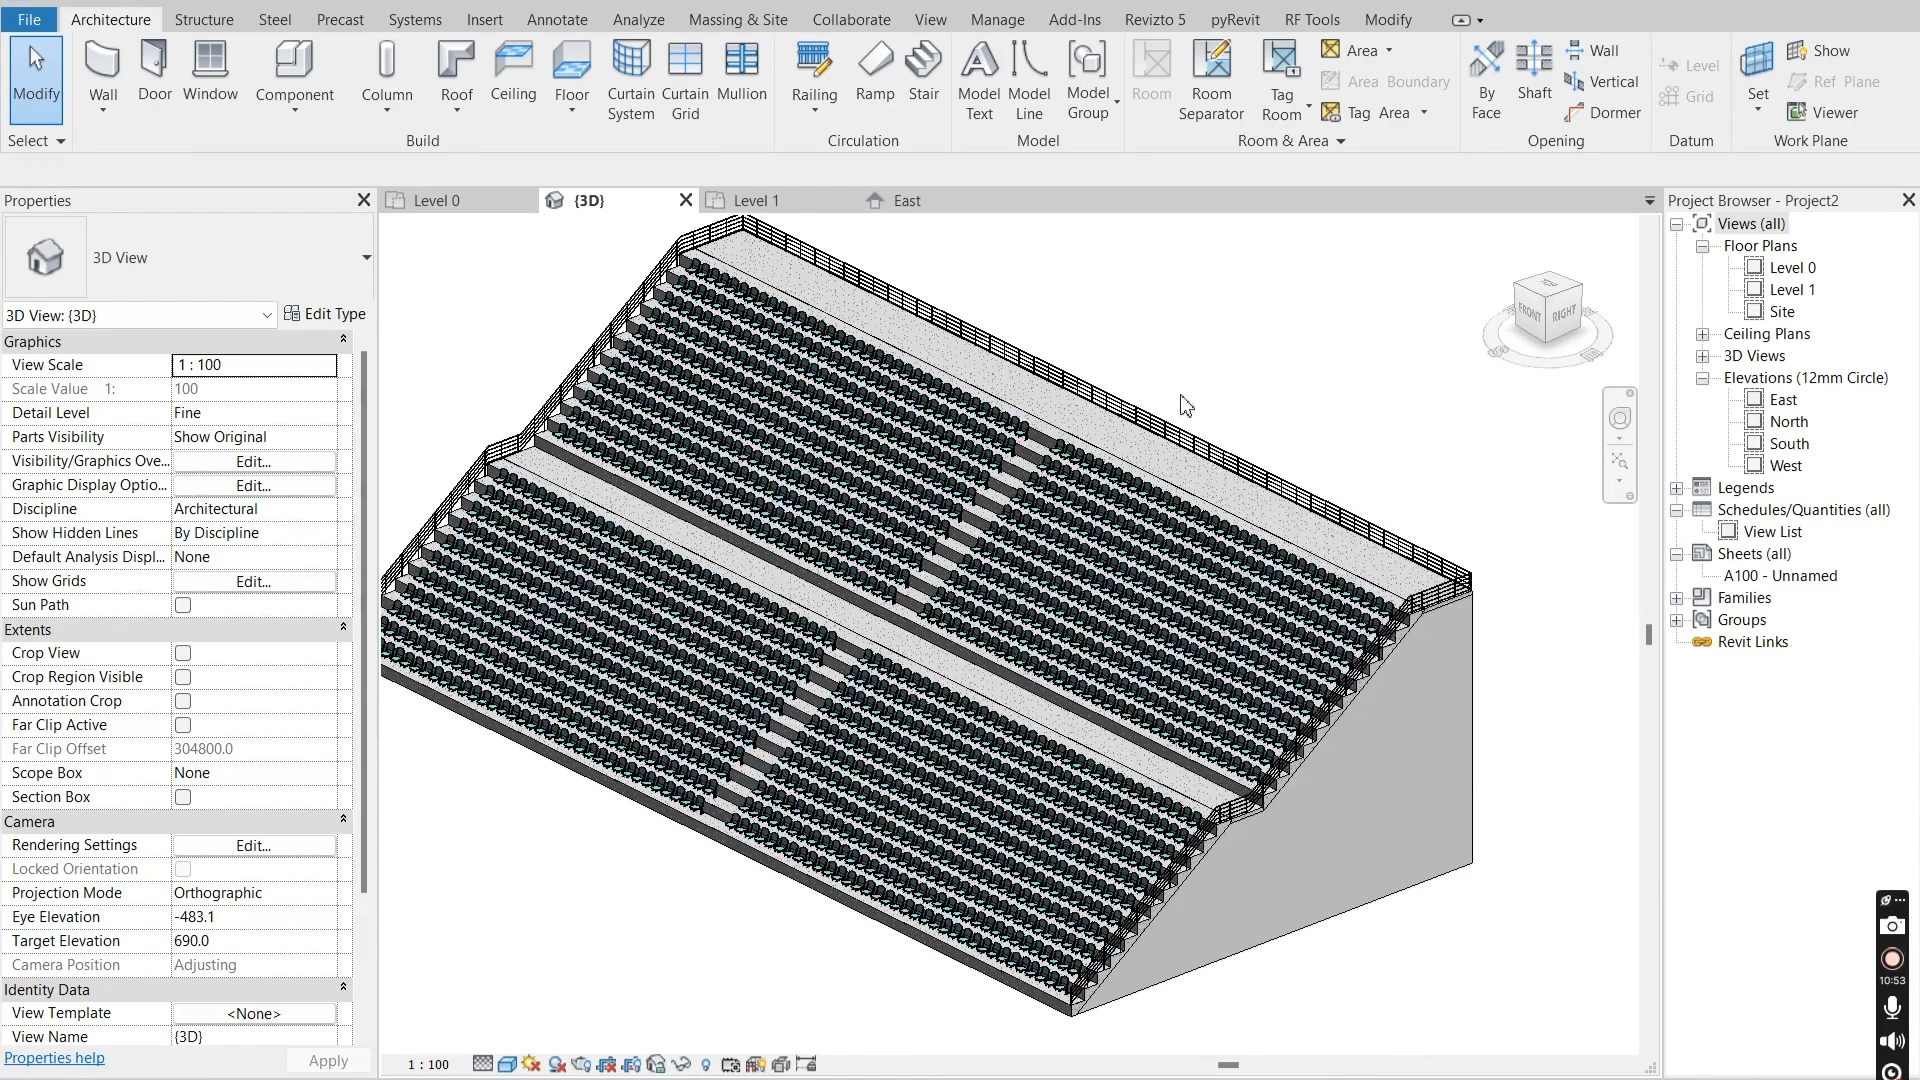 File Architecture Structure Steel Precast Systems Insert Annotate Analyze Massing & Site Collaborate View Manage Add-Ins Revizto 5 pyRevit RF Tools Modify
Modify
Wall
Door
Window
Component
Column
Roof
Ceiling
Floor
Curtain System
Curtain Grid
Mullion
Railing
Ramp
Stair
Model Text
Model Line
Model Group
Room
Room Separator
Tag Room
Area
Area Boundary
Tag Area
By Face
Shaft
Wall
Vertical
Dormer
Level
Grid
Set
Show
Ref Plane
Viewer
Select Build Circulation Model Room & Area Opening Datum Work Plane
Properties
3D View
3D View: {3D} Edit Type
Graphics
View Scale 1 : 100
Scale Value 1: 100
Detail Level Fine
Parts Visibility Show Original
Visibility/Graphics Ove... Edit...
Graphic Display Optio... Edit...
Discipline Architectural
Show Hidden Lines By Discipline
Default Analysis Displ... None
Show Grids Edit...
Sun Path
Extents
Crop View
Crop Region Visible
Annotation Crop
Far Clip Active
Far Clip Offset 304800.0
Scope Box None
Section Box
Camera
Rendering Settings Edit...
Locked Orientation
Projection Mode Orthographic
Eye Elevation -483.1
Target Elevation 690.0
Camera Position Adjusting
Identity Data
View Template <None>
View Name {3D}
Properties help Apply
Level 0 {3D} Level 1 East
TOP
FRONT RIGHT
1 : 100
Project Browser - Project2
Views (all)
Floor Plans
Level 0
Level 1
Site
Ceiling Plans
3D Views
Elevations (12mm Circle)
East
North
South
West
Legends
Schedules/Quantities (all)
View List
Sheets (all)
A100 - Unnamed
Families
Groups
Revit Links
10:53